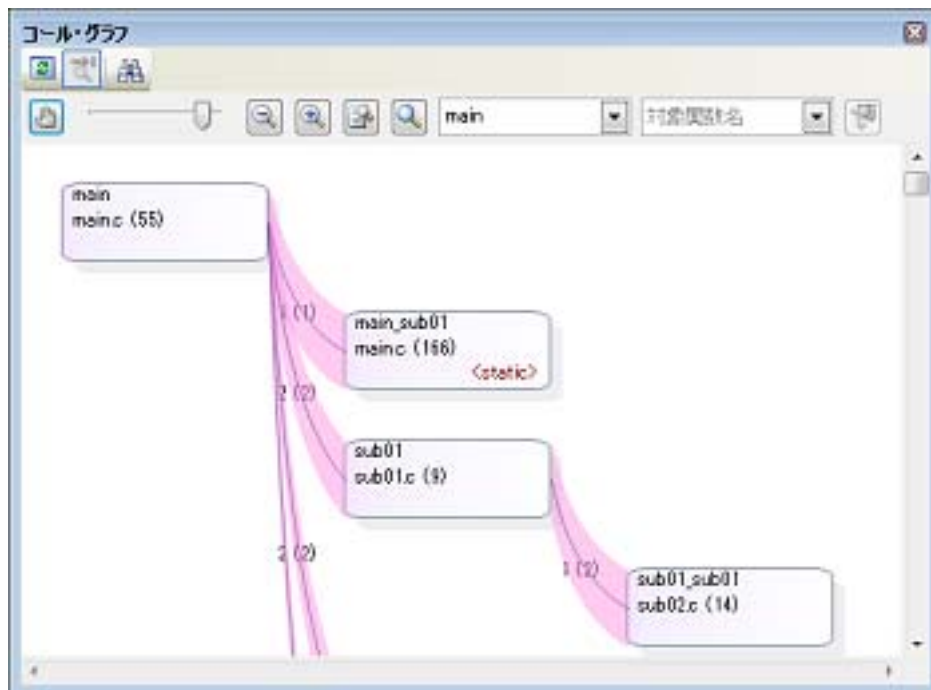 コール・グラフ
main
対象関数名
main
main.c (55)
1 (1)
main_sub01
main.c (166)
<static>
2 (2)
sub01
sub01.c (9)
2 (2)
1 (2)
sub01_sub01
sub02.c (14)